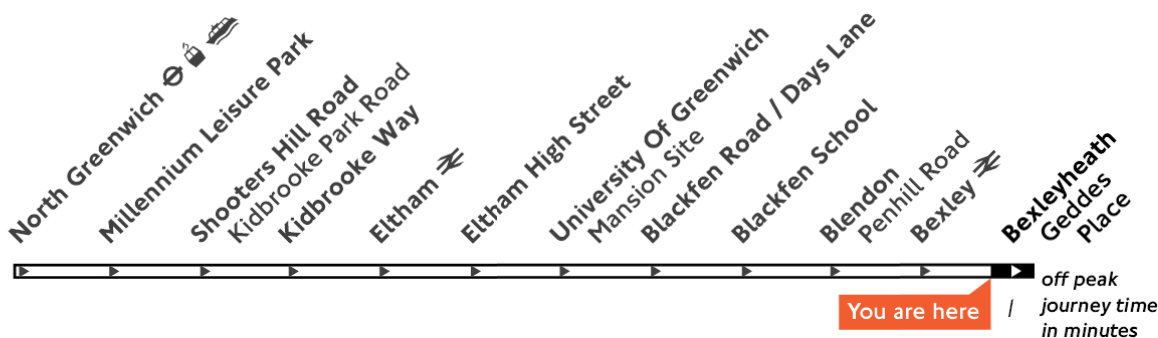 North Greenwich
Millennium Leisure Park
Shooters Hill Road
Kidbrooke Park Road
Kidbrooke Way
Eltham
Eltham High Street
University Of Greenwich
Mansion Site
Blackfen Road / Days Lane
Blackfen School
Blendon
Penhill Road
Bexley
Bexleyheath
Geddes
Place
You are here
off peak
journey time
in minutes